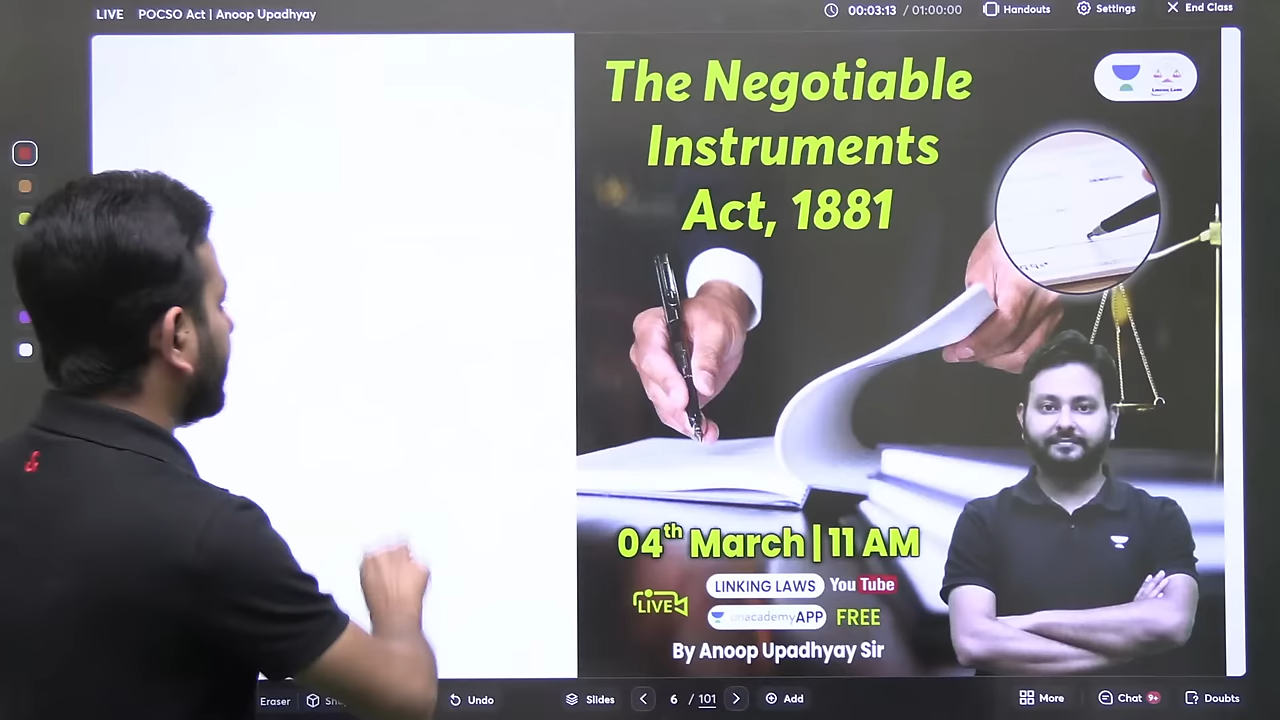 LIVE POCSO Act | Anoop Upadhyay
00:03:13 / 01:00:00
Handouts
Settings
End Class
The Negotiable
Instruments
Act, 1881
04th March | 11 AM
LIVE
LINKING LAWS YouTube
unacademyAPP FREE
By Anoop Upadhyay Sir
Eraser
Undo
Slides
6 / 101
Add
More
Chat 9+
Doubts